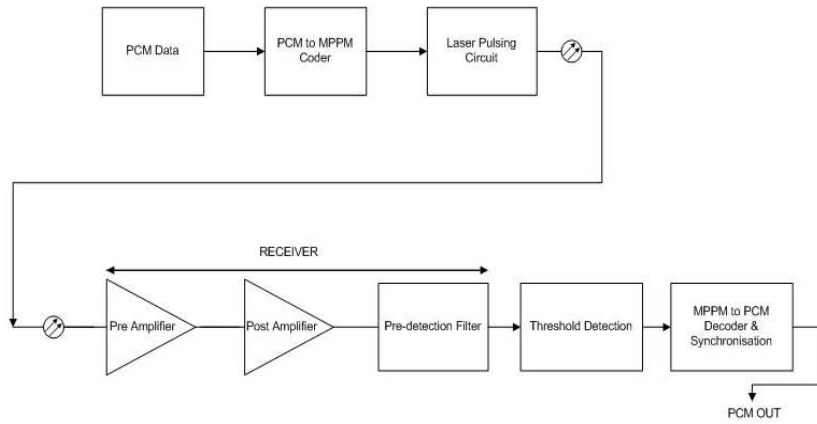 PCM Data
PCM to MPPM
Coder
Laser Pulsing
Circuit
RECEIVER
Pre Amplifier
Post Amplifier
Pre-detection Filter
Threshold Detection
MPPM to PCM
Decoder &
Synchronisation
PCM OUT